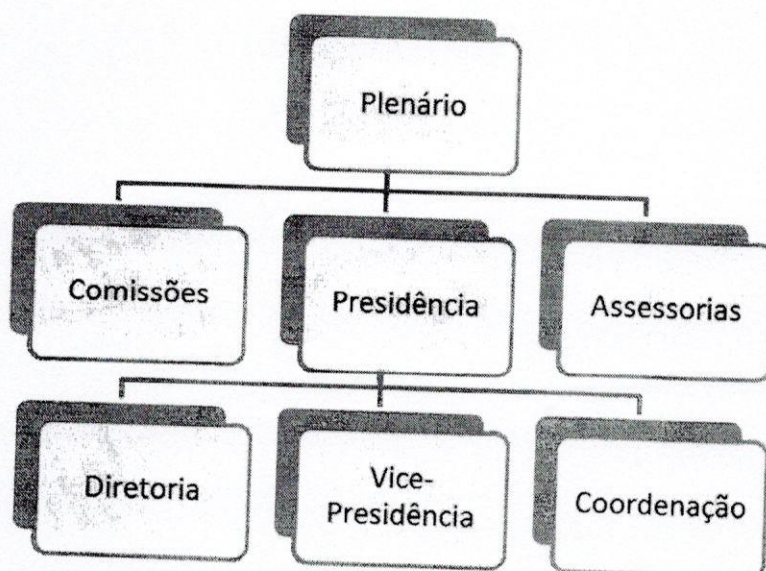 Plenário
Comissões
Presidência
Assessorias
Diretoria
Vice-
Presidência
Coordenação